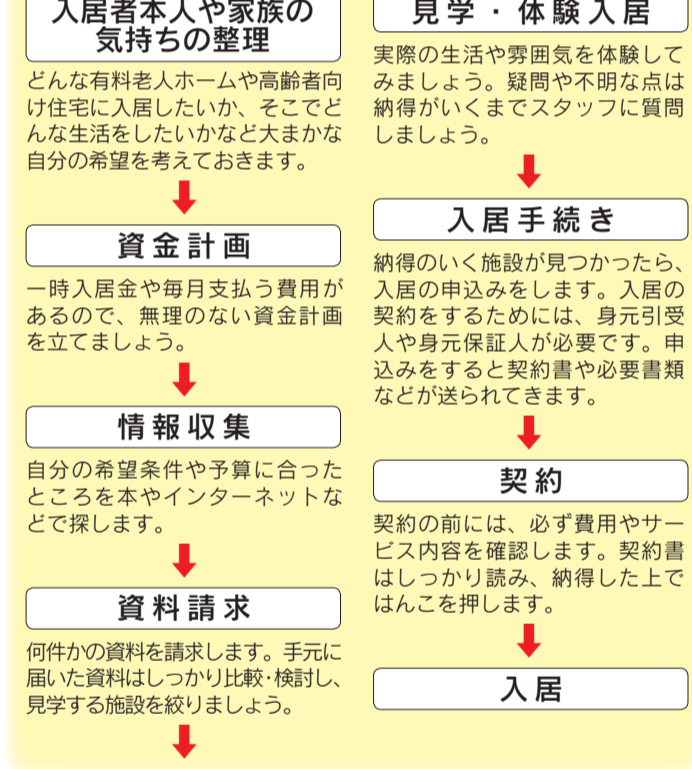 入居者本人や家族の
気持ちの整理
どんな有料老人ホームや高齢者向
け住宅に入居したいか、そこでど
んな生活をしたいかなど大まかな
自分の希望を考えておきます。
資金計画
一時入居金や毎月支払う費用が
あるので、無理のない資金計画
を立てましょう。
情報収集
自分の希望条件や予算に合った
ところを本やインターネットな
どで探します。
資料請求
何件かの資料を請求します。手元に
届いた資料はしっかり比較・検討し、
見学する施設を絞りましょう。
見学・体験入居
実際の生活や雰囲気を体験して
みましょう。疑問や不明な点は
納得がいくまでスタッフに質問
しましょう。
入居手続き
納得のいく施設が見つかったら、
入居の申込みをします。入居の
契約をするためには、身元引受
人や身元保証人が必要です。申
込みをすると契約書や必要書類
などが送られてきます。
契約
契約の前には、必ず費用やサー
ビス内容を確認します。契約書
はしっかり読み、納得した上で
はんこを押します。
入居